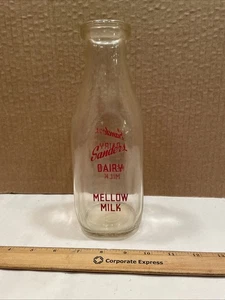 Sanders
DAIRY
MELLOW
MILK
Corporate Express